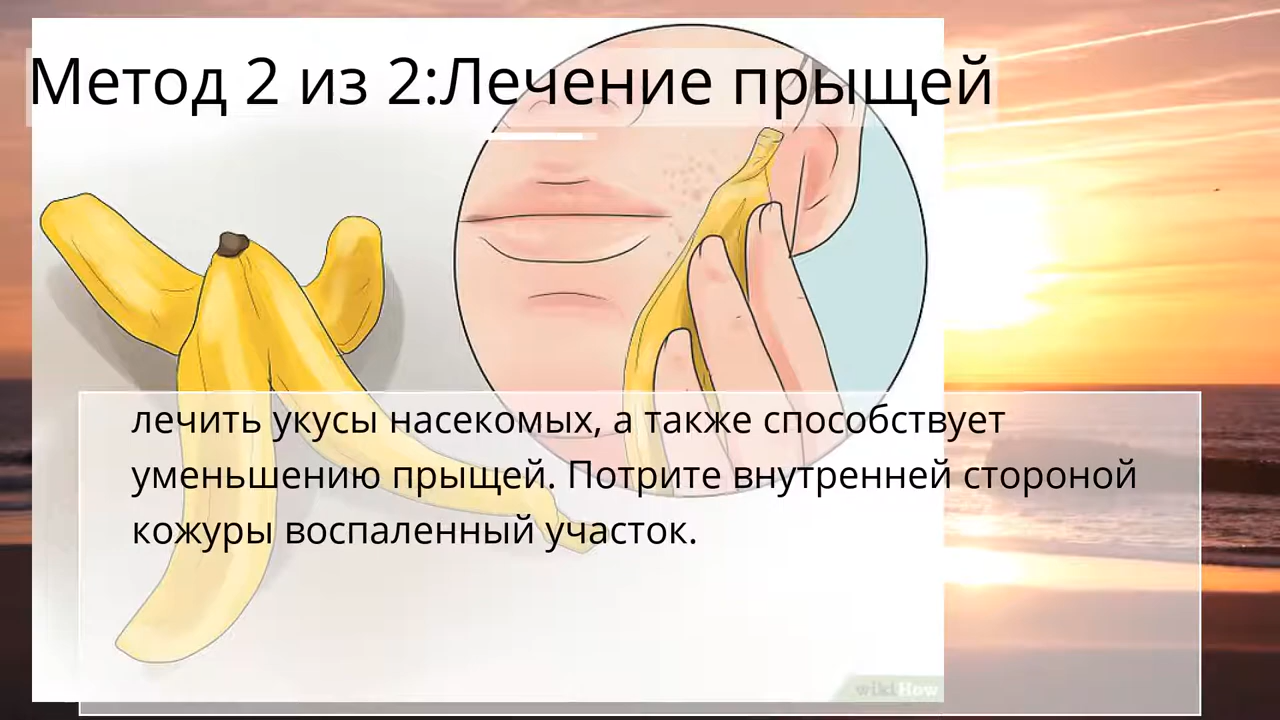 Метод 2 из 2:Лечение прыщей
лечить укусы насекомых, а также способствует
уменьшению прыщей. Потрите внутренней стороной
кожуры воспаленный участок.
wikiHow